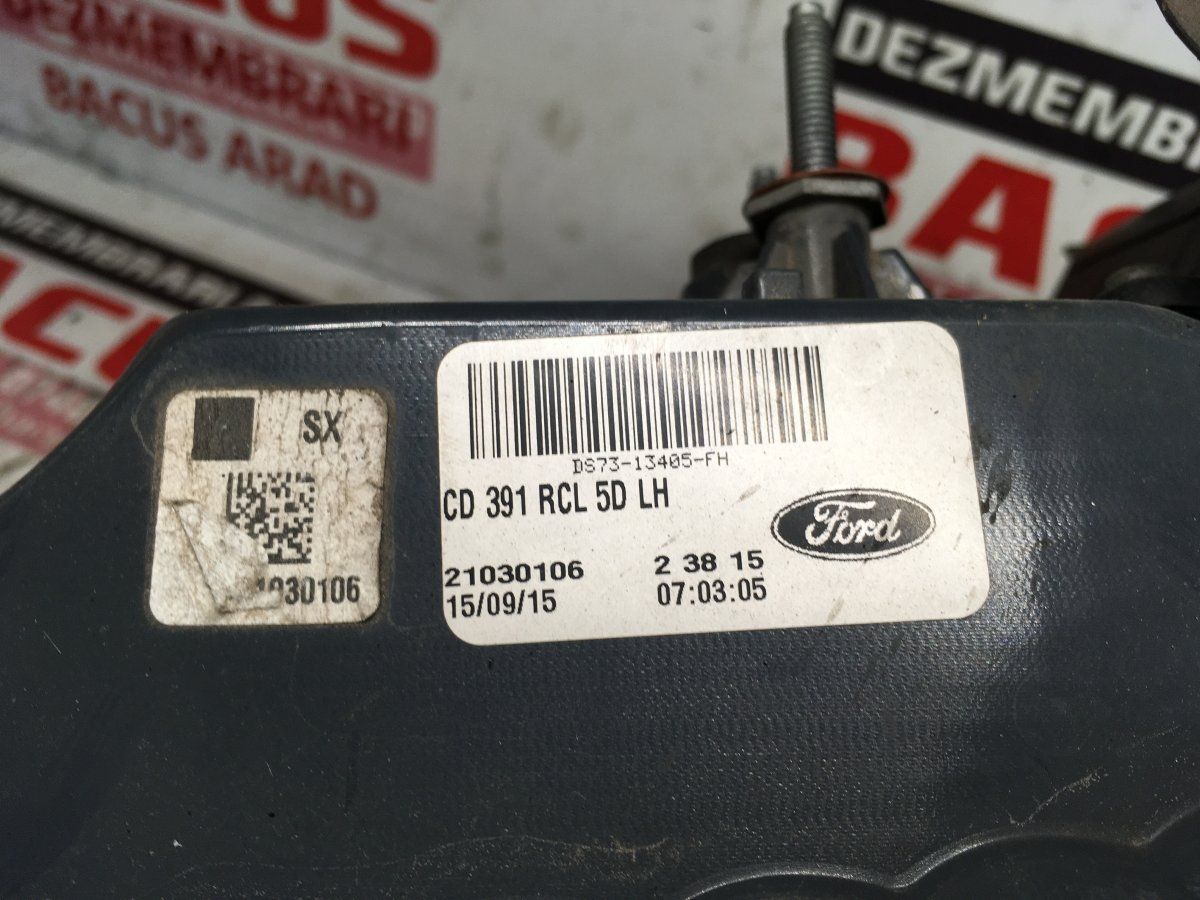 DEZMEMBRARI
BACUS ARAD
DEZMEMBR
BAC
SX
030106
DS73-13405-FH
CD 391 RCL 5D LH
Ford
21030106 2 38 15
15/09/15 07:03:05